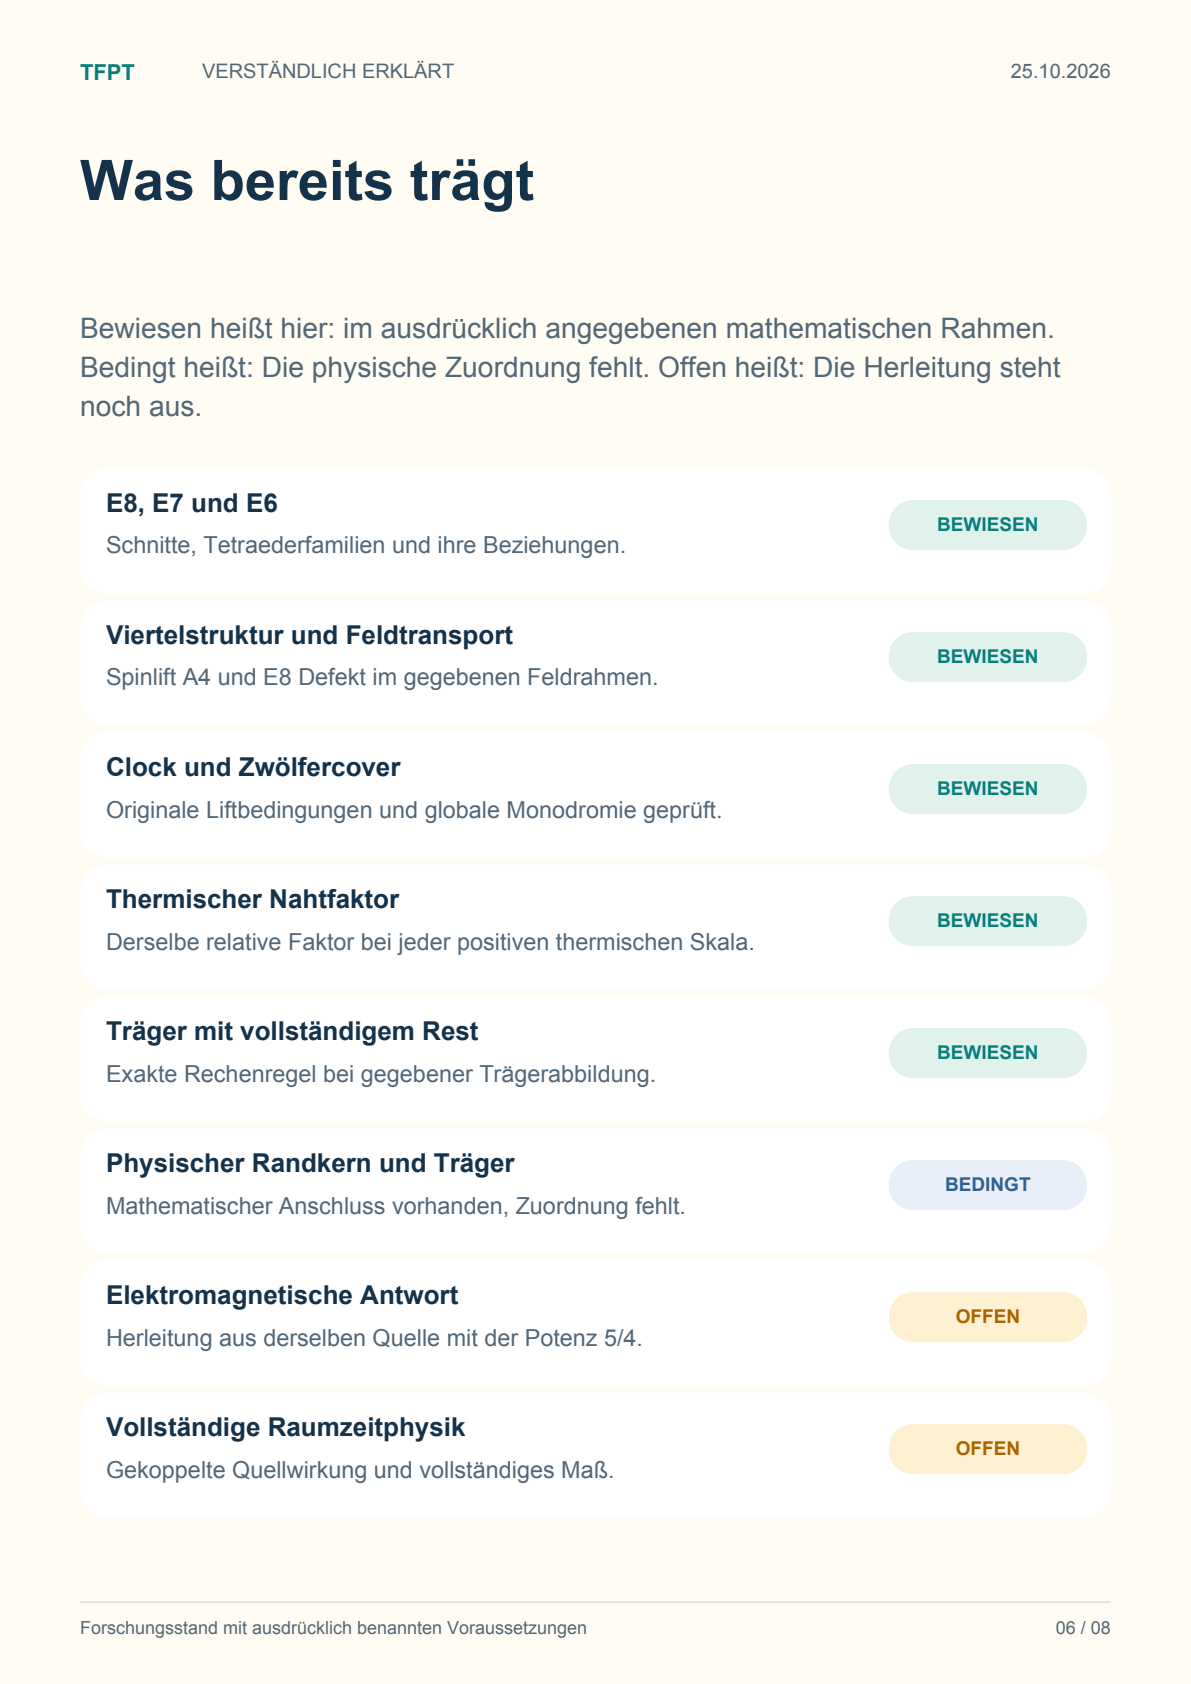 TFPT VERSTÄNDLICH ERKLÄRT 25.10.2026
Was bereits trägt
Bewiesen heißt hier: im ausdrücklich angegebenen mathematischen Rahmen.
Bedingt heißt: Die physische Zuordnung fehlt. Offen heißt: Die Herleitung steht
noch aus.
E8, E7 und E6
BEWIESEN
Schnitte, Tetraederfamilien und ihre Beziehungen.
Viertelstruktur und Feldtransport
BEWIESEN
Spinlift A4 und E8 Defekt im gegebenen Feldrahmen.
Clock und Zwölfercover
BEWIESEN
Originale Liftbedingungen und globale Monodromie geprüft.
Thermischer Nahtfaktor
BEWIESEN
Derselbe relative Faktor bei jeder positiven thermischen Skala.
Träger mit vollständigem Rest
BEWIESEN
Exakte Rechenregel bei gegebener Trägerabbildung.
Physischer Randkern und Träger
BEDINGT
Mathematischer Anschluss vorhanden, Zuordnung fehlt.
Elektromagnetische Antwort
OFFEN
Herleitung aus derselben Quelle mit der Potenz 5/4.
Vollständige Raumzeitphysik
OFFEN
Gekoppelte Quellwirkung und vollständiges Maß.
Forschungsstand mit ausdrücklich benannten Voraussetzungen 06 / 08